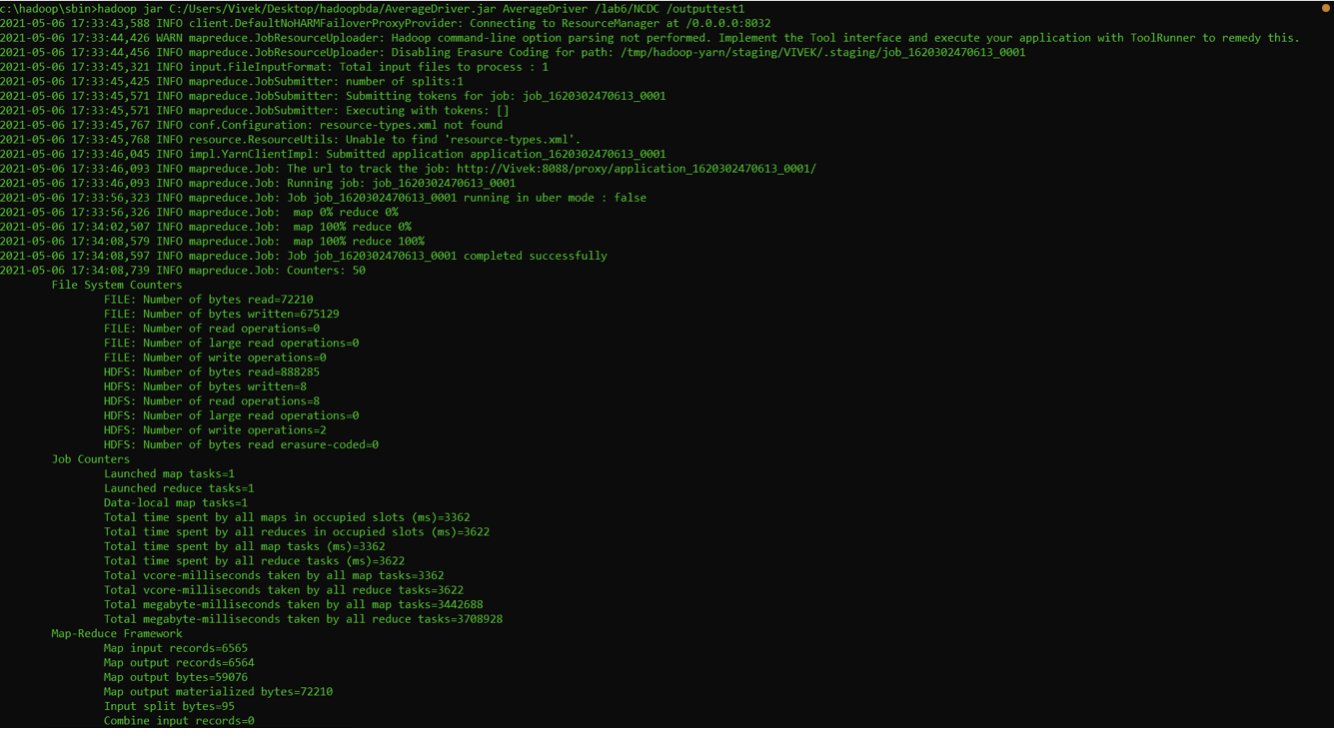 c:\hadoop\sbin>hadoop jar C:/Users/Vivek/Desktop/hadoopbda/AverageDriver.jar AverageDriver /lab6/NCDC /outputtest1
2021-05-06 17:33:43,588 INFO client.DefaultNoHARMFailoverProxyProvider: Connecting to ResourceManager at /0.0.0.0:8032
2021-05-06 17:33:44,426 WARN mapreduce.JobResourceUploader: Hadoop command-line option parsing not performed. Implement the Tool interface and execute your application with ToolRunner to remedy this.
2021-05-06 17:33:44,456 INFO mapreduce.JobResourceUploader: Disabling Erasure Coding for path: /tmp/hadoop-yarn/staging/VIVEK/.staging/job_1620302470613_0001
2021-05-06 17:33:45,321 INFO input.FileInputFormat: Total input files to process : 1
2021-05-06 17:33:45,425 INFO mapreduce.JobSubmitter: number of splits:1
2021-05-06 17:33:45,571 INFO mapreduce.JobSubmitter: Submitting tokens for job: job_1620302470613_0001
2021-05-06 17:33:45,571 INFO mapreduce.JobSubmitter: Executing with tokens: []
2021-05-06 17:33:45,767 INFO conf.Configuration: resource-types.xml not found
2021-05-06 17:33:45,768 INFO resource.ResourceUtils: Unable to find 'resource-types.xml'.
2021-05-06 17:33:46,045 INFO impl.YarnClientImpl: Submitted application application_1620302470613_0001
2021-05-06 17:33:46,093 INFO mapreduce.Job: The url to track the job: http://Vivek:8088/proxy/application_1620302470613_0001/
2021-05-06 17:33:46,093 INFO mapreduce.Job: Running job: job_1620302470613_0001
2021-05-06 17:33:56,323 INFO mapreduce.Job: Job job_1620302470613_0001 running in uber mode : false
2021-05-06 17:33:56,326 INFO mapreduce.Job:  map 0% reduce 0%
2021-05-06 17:34:02,507 INFO mapreduce.Job:  map 100% reduce 0%
2021-05-06 17:34:08,579 INFO mapreduce.Job:  map 100% reduce 100%
2021-05-06 17:34:08,597 INFO mapreduce.Job: Job job_1620302470613_0001 completed successfully
2021-05-06 17:34:08,739 INFO mapreduce.Job: Counters: 50
File System Counters
FILE: Number of bytes read=72210
FILE: Number of bytes written=675129
FILE: Number of read operations=0
FILE: Number of large read operations=0
FILE: Number of write operations=0
HDFS: Number of bytes read=888285
HDFS: Number of bytes written=8
HDFS: Number of read operations=8
HDFS: Number of large read operations=0
HDFS: Number of write operations=2
HDFS: Number of bytes read erasure-coded=0
Job Counters
Launched map tasks=1
Launched reduce tasks=1
Data-local map tasks=1
Total time spent by all maps in occupied slots (ms)=3362
Total time spent by all reduces in occupied slots (ms)=3622
Total time spent by all map tasks (ms)=3362
Total time spent by all reduce tasks (ms)=3622
Total vcore-milliseconds taken by all map tasks=3362
Total vcore-milliseconds taken by all reduce tasks=3622
Total megabyte-milliseconds taken by all map tasks=3442688
Total megabyte-milliseconds taken by all reduce tasks=3708928
Map-Reduce Framework
Map input records=6565
Map output records=6564
Map output bytes=59076
Map output materialized bytes=72210
Input split bytes=95
Combine input records=0